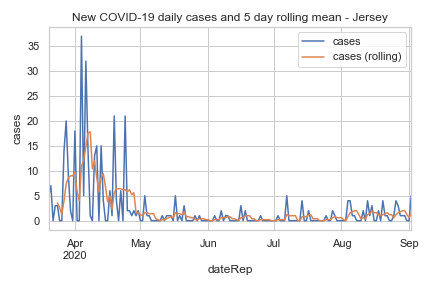 New COVID-19 daily cases and 5 day rolling mean - Jersey
cases
cases (rolling)
35
30
25
20
15
10
5
0
cases
Apr
2020
May
Jun
Jul
Aug
Sep
dateRep